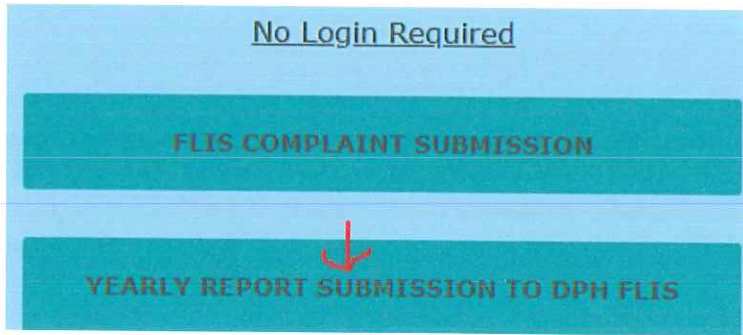 No Login Required
FLIS COMPLAINT SUBMISSION
YEARLY REPORT SUBMISSION TO DPH FLIS